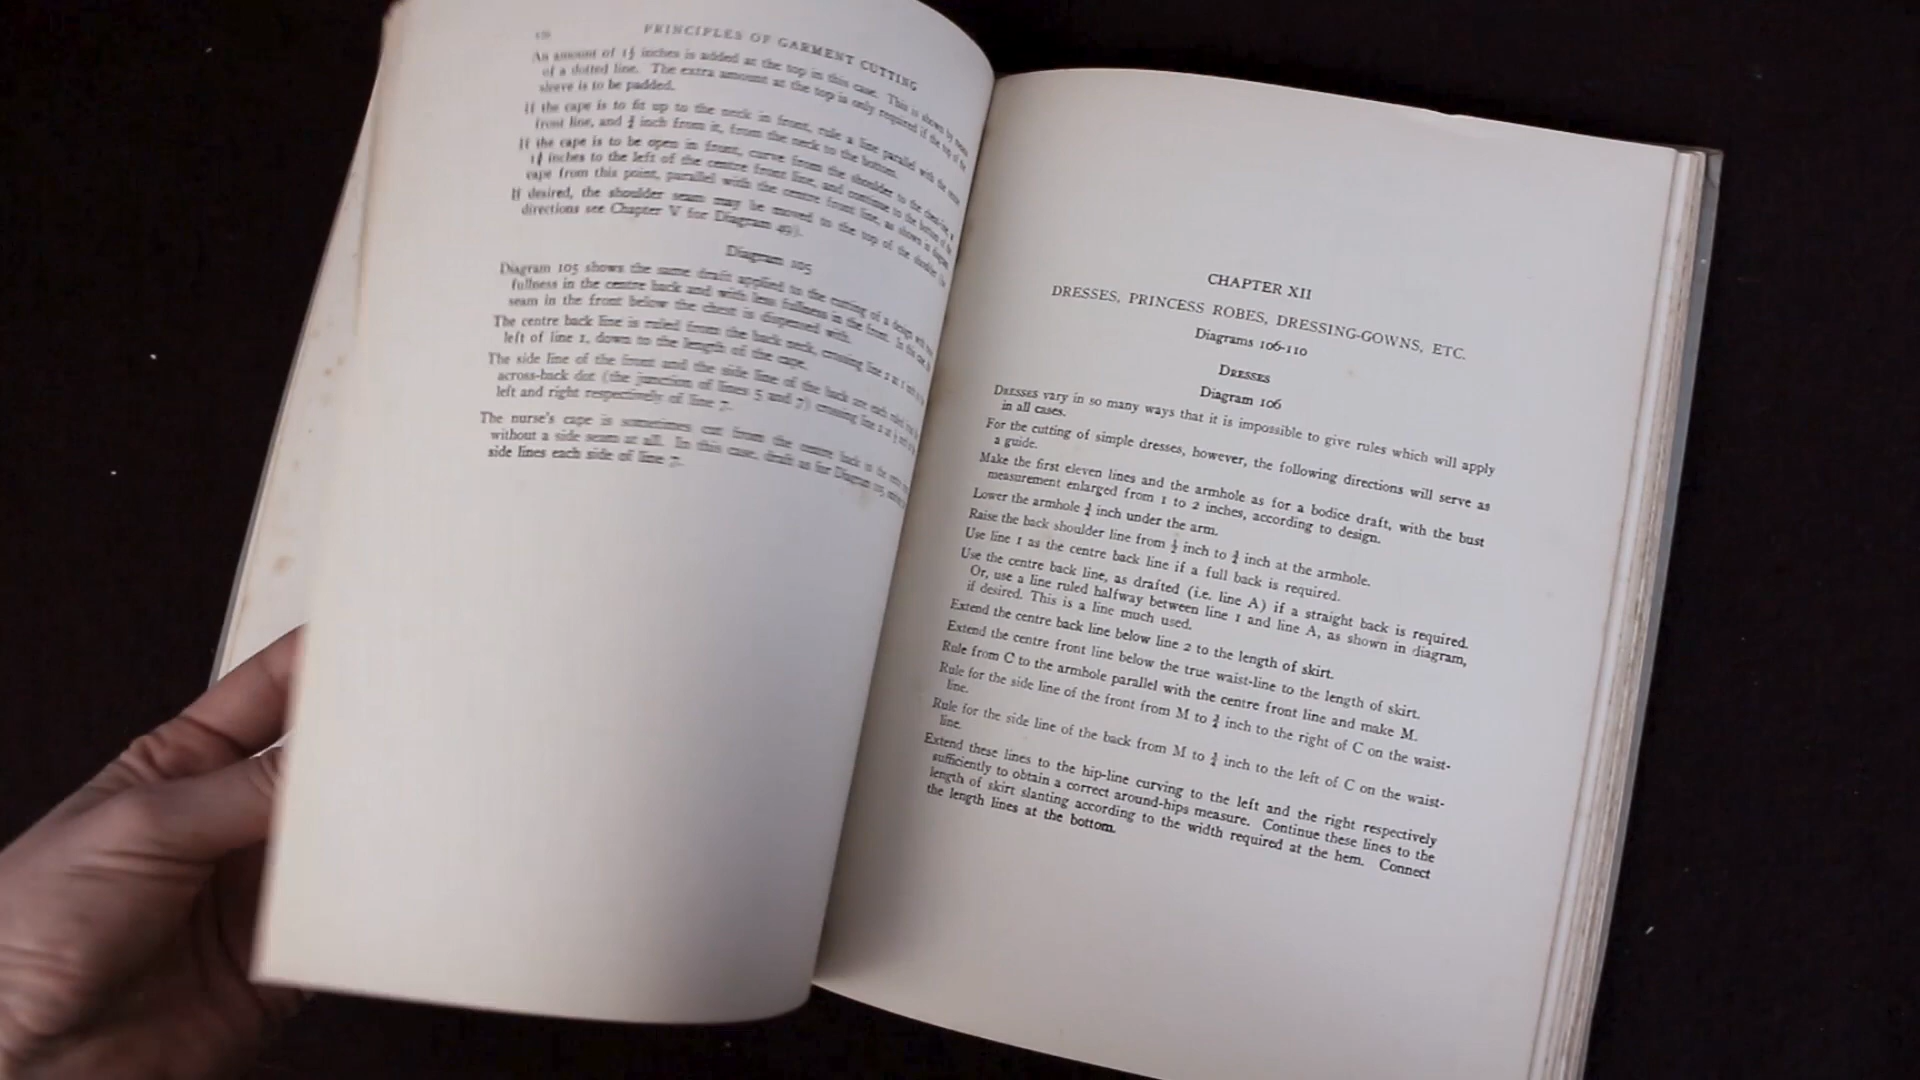 PRINCIPLES OF GARMENT CUTTING
An amount of 1½ inches is added at the top in this case. This is shown by means
of a dotted line. The extra amount at the top is only required if the top of the
sleeve is to be padded.
If the cape is to fit up to the neck in front, rule a line parallel with the centre
front line, and ¾ inch from it, from the neck to the bottom.
If the cape is to be open in front, curve from the shoulder to the chest-line,
inches to the left of the centre front line, and continue to the bottom of the
cape from this point, parallel with the centre front line, as shown in diagram.
If desired, the shoulder seam may be moved to the top of the shoulder
directions see Chapter V for Diagram 49).
Diagram 105
Diagram 105 shows the same draft applied to the cutting of a design with
fullness in the centre back and with less fullness in the front. In this case,
seam in the front below the chest is dispensed with.
The centre back line is ruled from the back neck, crossing line 2 at 1 inch
left of line 1, down to the length of the cape.
The side line of the front and the side line of the back are each ruled
across-back dot (the junction of lines 5 and 7) crossing line 2 at
left and right respectively of line 7.
The nurse's cape is sometimes cut from the centre back to the
without a side seam at all. In this case, draft as for Diagram 105
side lines each side of line 7.
CHAPTER XII
DRESSES, PRINCESS ROBES, DRESSING-GOWNS, ETC.
Diagrams 106-110
DRESSES
Diagram 106
DRESSES vary in so many ways that it is impossible to give rules which will apply
in all cases.
For the cutting of simple dresses, however, the following directions will serve as
a guide.
Make the first eleven lines and the armhole as for a bodice draft, with the bust
measurement enlarged from 1 to 2 inches, according to design.
Lower the armhole ¾ inch under the arm.
Raise the back shoulder line from ½ inch to ¾ inch at the armhole.
Use line 1 as the centre back line if a full back is required.
Use the centre back line, as drafted (i.e. line A) if a straight back is required.
Or, use a line ruled halfway between line 1 and line A, as shown in diagram,
if desired. This is a line much used.
Extend the centre back line below line 2 to the length of skirt.
Extend the centre front line below the true waist-line to the length of skirt.
Rule from C to the armhole parallel with the centre front line and make M.
Rule for the side line of the front from M to ¾ inch to the right of C on the waist-
line.
Rule for the side line of the back from M to ¾ inch to the left of C on the waist-
line.
Extend these lines to the hip-line curving to the left and the right respectively
sufficiently to obtain a correct around-hips measure. Continue these lines to the
length of skirt slanting according to the width required at the hem. Connect
the length lines at the bottom.